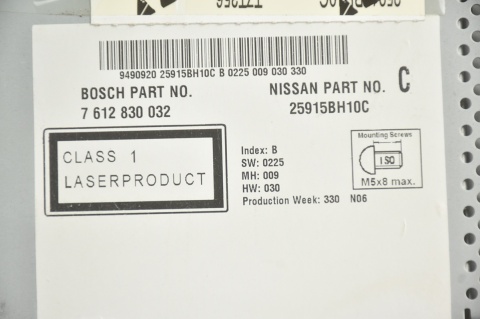 9490920 25915BH10C B 0225 009 030 330
BOSCH PART NO.
7 612 830 032
NISSAN PART NO. C
25915BH10C
CLASS 1
LASERPRODUCT
Index: B
SW: 0225
MH: 009
HW: 030
Production Week: 330 N06
Mounting Screws
ISO
M5x8 max.